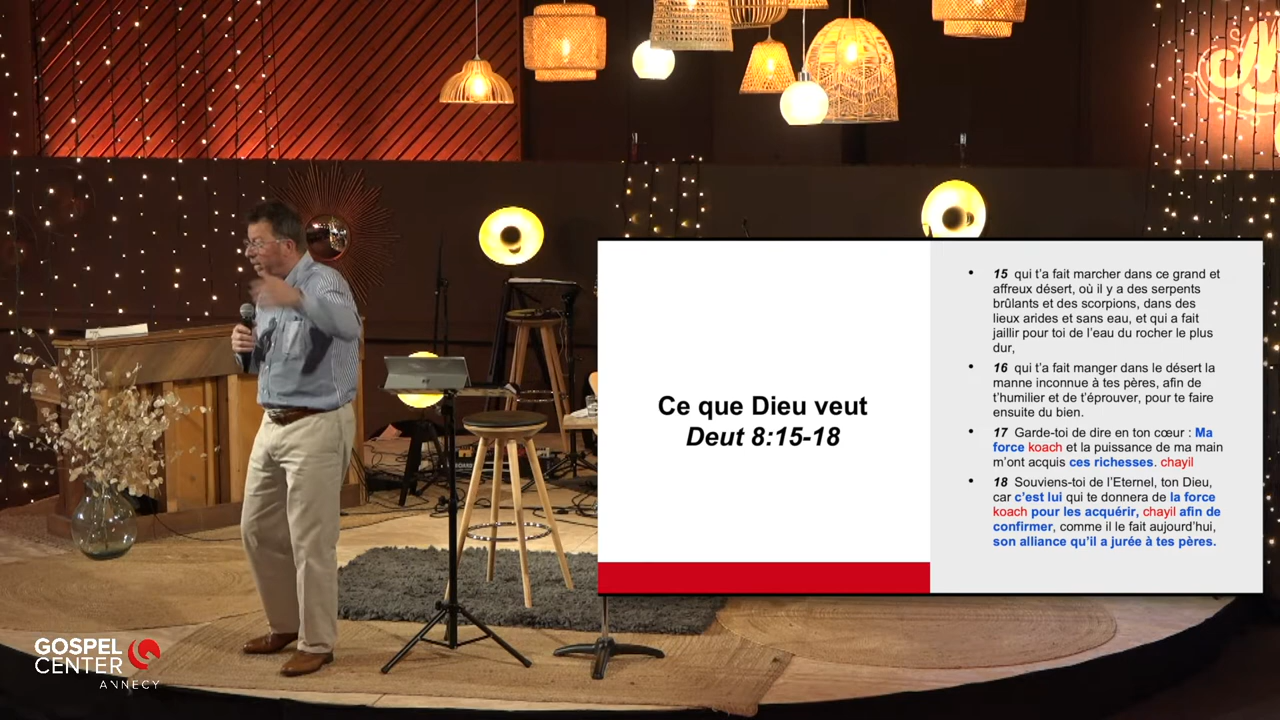 Ce que Dieu veut
Deut 8:15-18
• 15 qui t’a fait marcher dans ce grand et
affreux désert, où il y a des serpents
brûlants et des scorpions, dans des
lieux arides et sans eau, et qui a fait
jaillir pour toi de l’eau du rocher le plus
dur,
• 16 qui t’a fait manger dans le désert la
manne inconnue à tes pères, afin de
t’humilier et de t’éprouver, pour te faire
ensuite du bien.
• 17 Garde-toi de dire en ton cœur : Ma
force koach et la puissance de ma main
m’ont acquis ces richesses. chayil
• 18 Souviens-toi de l’Eternel, ton Dieu,
car c’est lui qui te donnera de la force
koach pour les acquérir, chayil afin de
confirmer, comme il le fait aujourd’hui,
son alliance qu’il a jurée à tes pères.
GOSPEL
CENTER
ANNECY